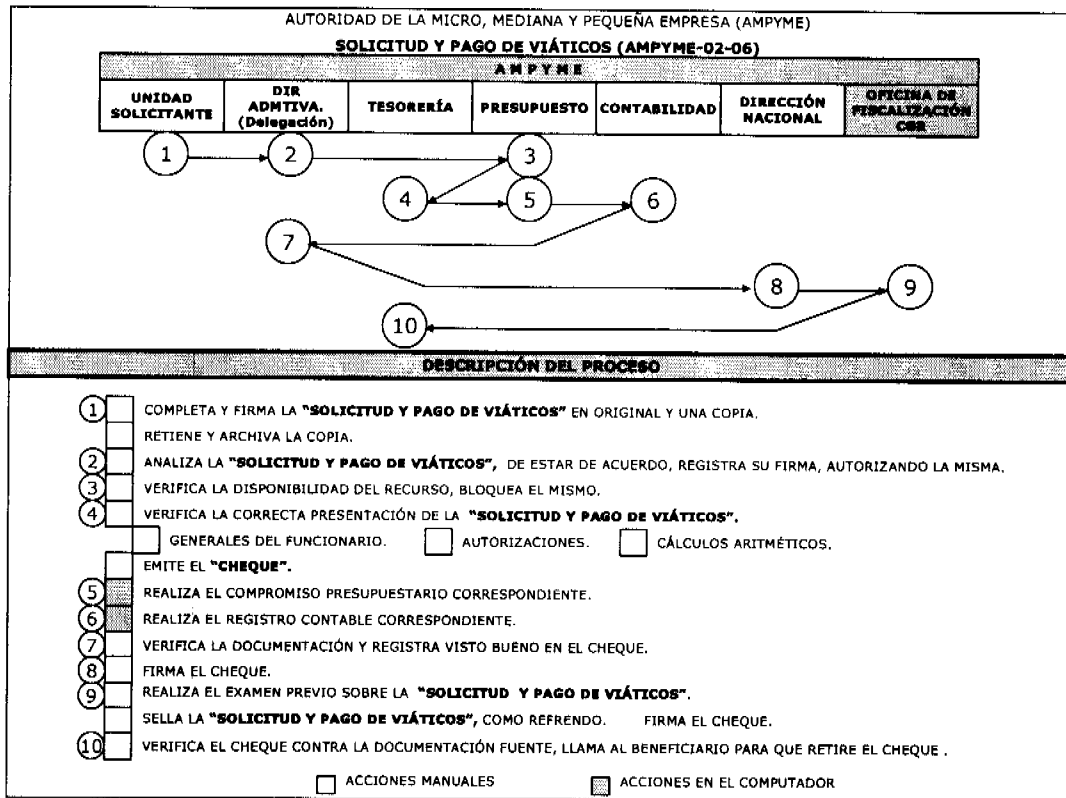 AUTORIDAD DE LA MICRO, MEDIANA Y PEQUEÑA EMPRESA (AMPYME)
SOLICITUD Y PAGO DE VIÁTICOS (AMPYME-02-06)
AMPYME
UNIDAD SOLICITANTE
DIR ADMTIVA. (Delegación)
TESORERÍA
PRESUPUESTO
CONTABILIDAD
DIRECCIÓN NACIONAL
OFICINA DE FISCALIZACIÓN CGR
1 2 3
4 5 6
7
8 9
10
DESCRIPCIÓN DEL PROCESO
1 COMPLETA Y FIRMA LA "SOLICITUD Y PAGO DE VIÁTICOS" EN ORIGINAL Y UNA COPIA.
RETIENE Y ARCHIVA LA COPIA.
2 ANALIZA LA "SOLICITUD Y PAGO DE VIÁTICOS", DE ESTAR DE ACUERDO, REGISTRA SU FIRMA, AUTORIZANDO LA MISMA.
3 VERIFICA LA DISPONIBILIDAD DEL RECURSO, BLOQUEA EL MISMO.
4 VERIFICA LA CORRECTA PRESENTACIÓN DE LA "SOLICITUD Y PAGO DE VIÁTICOS".
GENERALES DEL FUNCIONARIO. AUTORIZACIONES. CÁLCULOS ARITMÉTICOS.
EMITE EL "CHEQUE".
5 REALIZA EL COMPROMISO PRESUPUESTARIO CORRESPONDIENTE.
6 REALIZA EL REGISTRO CONTABLE CORRESPONDIENTE.
7 VERIFICA LA DOCUMENTACIÓN Y REGISTRA VISTO BUENO EN EL CHEQUE.
8 FIRMA EL CHEQUE.
9 REALIZA EL EXAMEN PREVIO SOBRE LA "SOLICITUD Y PAGO DE VIÁTICOS".
SELLA LA "SOLICITUD Y PAGO DE VIÁTICOS", COMO REFRENDO. FIRMA EL CHEQUE.
10 VERIFICA EL CHEQUE CONTRA LA DOCUMENTACIÓN FUENTE, LLAMA AL BENEFICIARIO PARA QUE RETIRE EL CHEQUE .
ACCIONES MANUALES ACCIONES EN EL COMPUTADOR